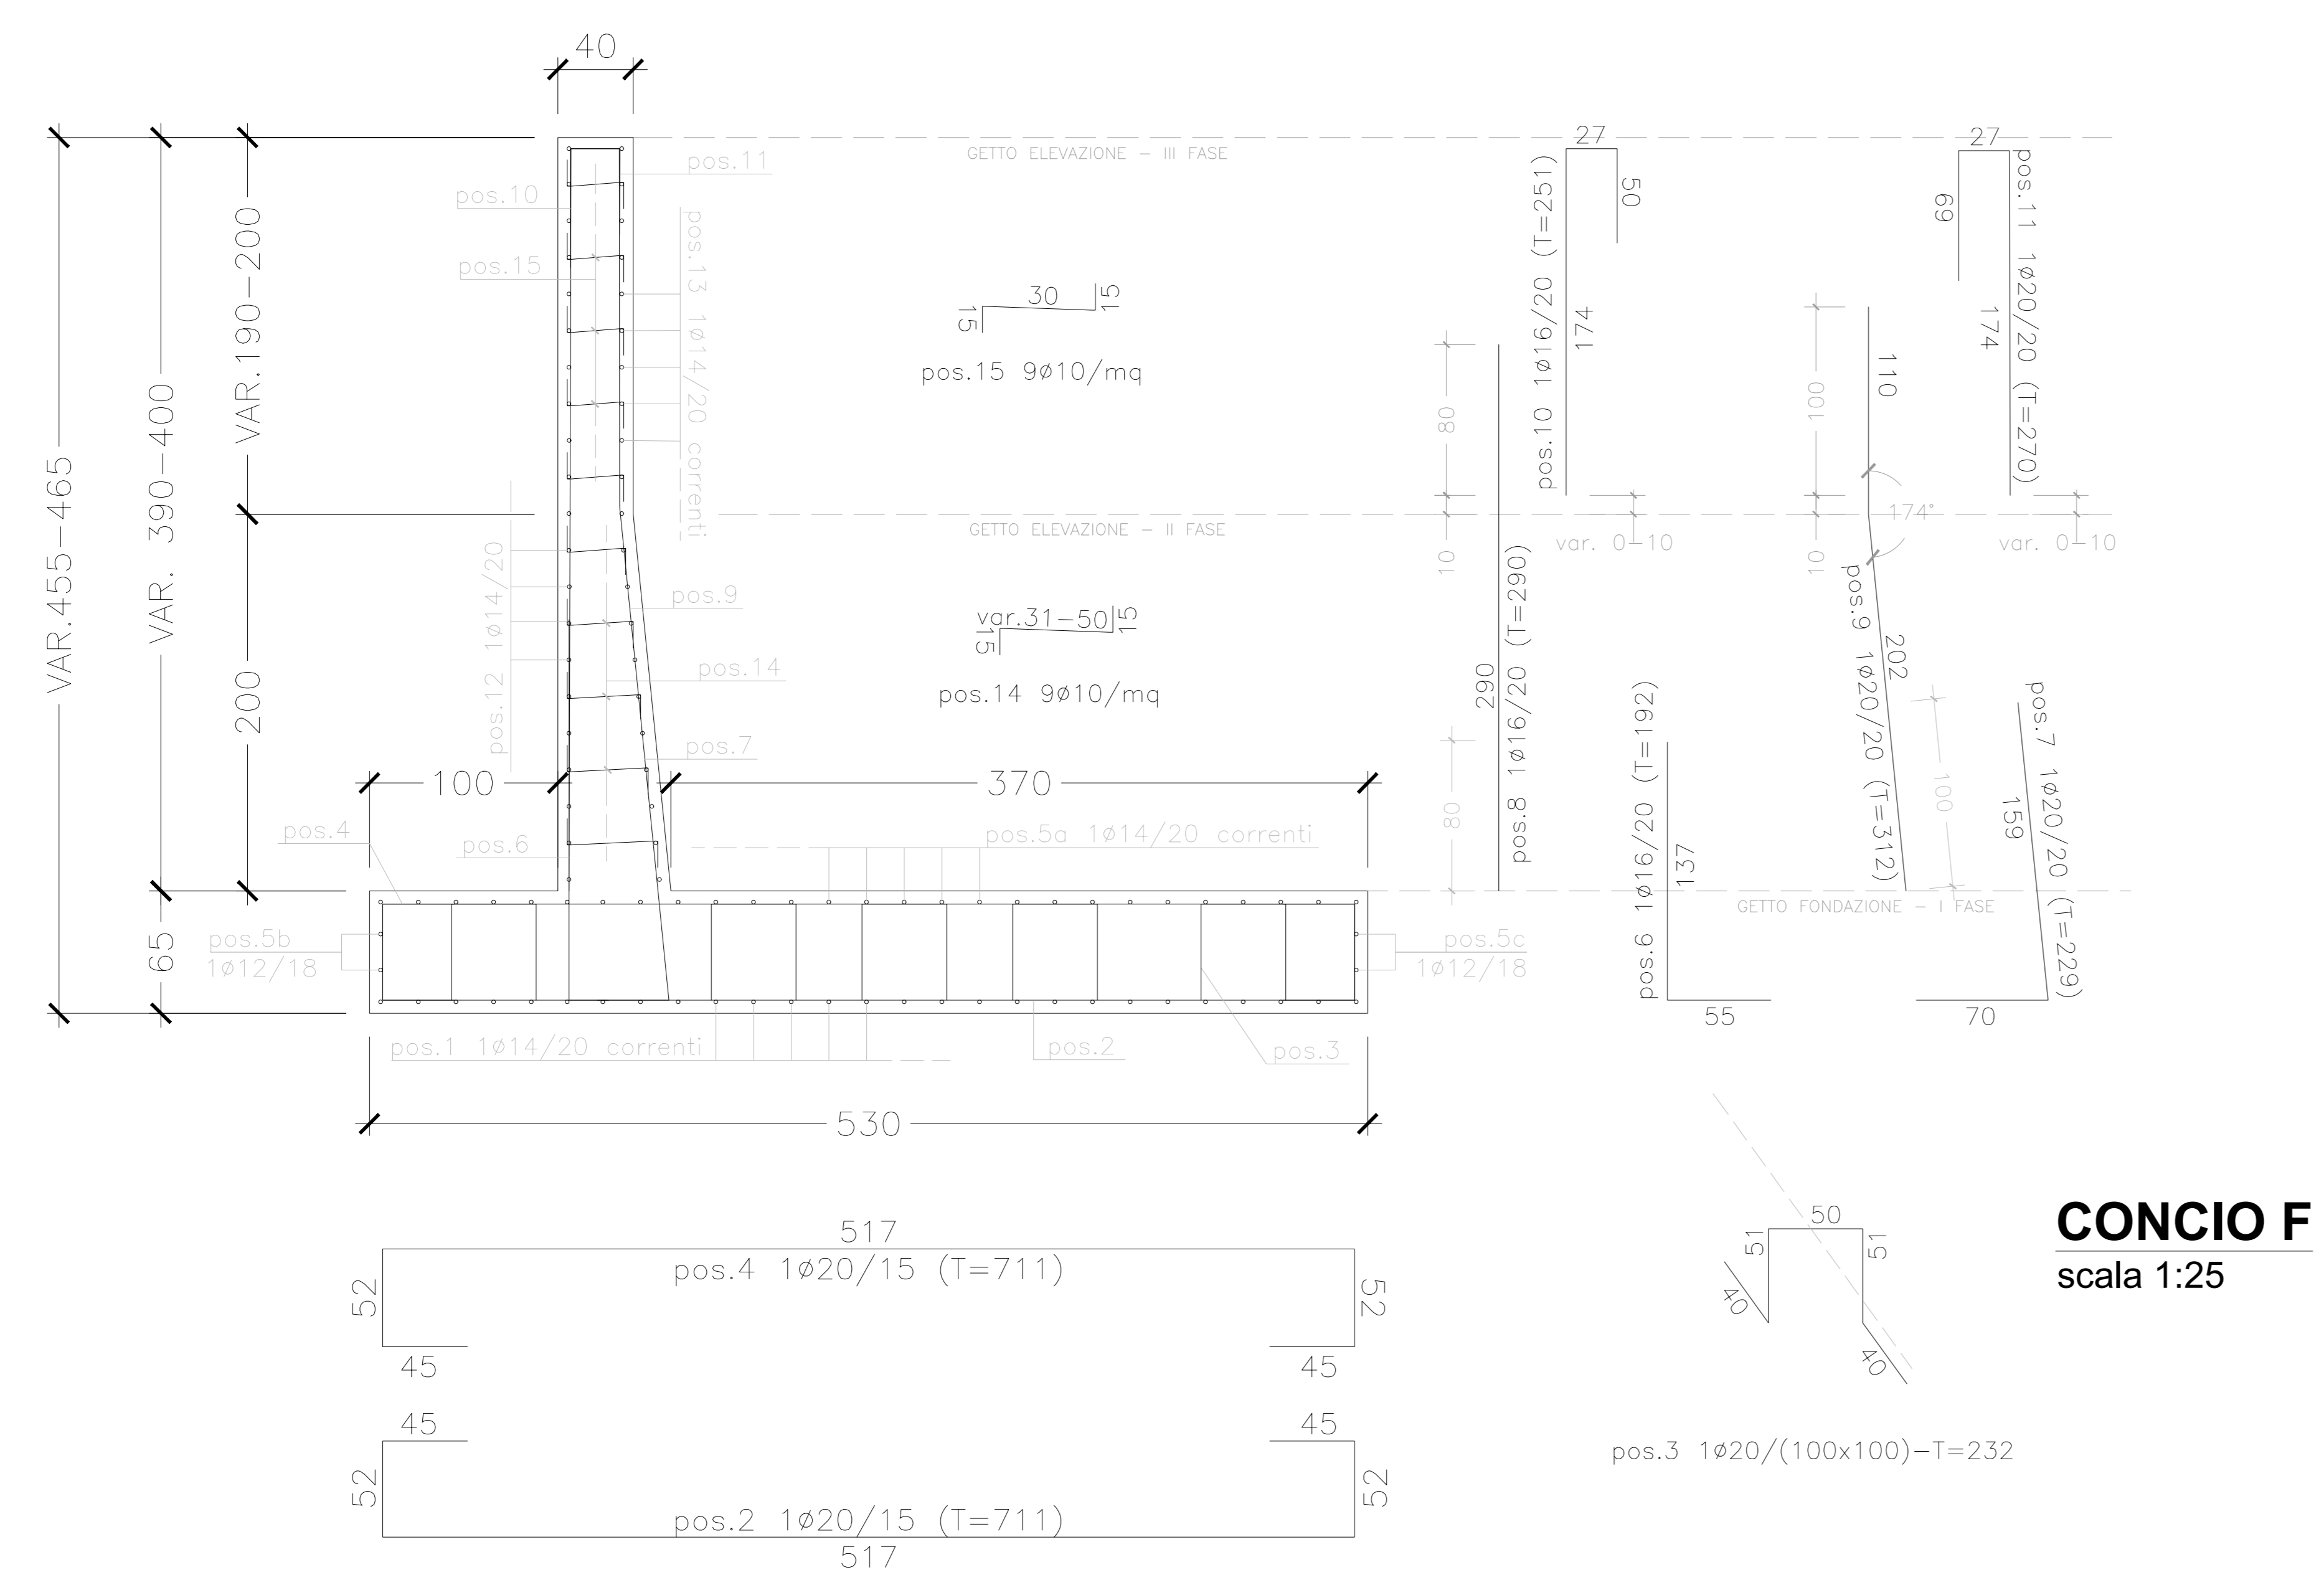 40
GETTO ELEVAZIONE – III FASE
pos.11
pos.10
pos.15
pos.13 1ø14/20 correnti
VAR.190-200
VAR. 390-400
VAR.455-465
200
65
15
30
15
pos.15 9ø10/mq
GETTO ELEVAZIONE – II FASE
pos.12 1ø14/20
pos.9
pos.14
pos.7
var.31-50
15
15
pos.14 9ø10/mq
100
370
pos.4
pos.6
pos.5a 1ø14/20 correnti
pos.5b
1ø12/18
pos.5c
1ø12/18
pos.1 1ø14/20 correnti
pos.2
pos.3
530
27
50
174
pos.10 1ø16/20 (T=251)
var. 0-10
27
69
174
pos.11 1ø20/20 (T=270)
var. 0-10
80
10
290
pos.8 1ø16/20 (T=290)
80
100
10
110
174°
202
pos.9 1ø20/20 (T=312)
pos.6 1ø16/20 (T=192)
137
55
100
159
pos.7 1ø20/20 (T=229)
70
GETTO FONDAZIONE – I FASE
517
pos.4 1ø20/15 (T=711)
52
52
45
45
45
45
52
52
pos.2 1ø20/15 (T=711)
517
50
51
51
40
40
pos.3 1ø20/(100x100)-T=232
CONCIO F
scala 1:25